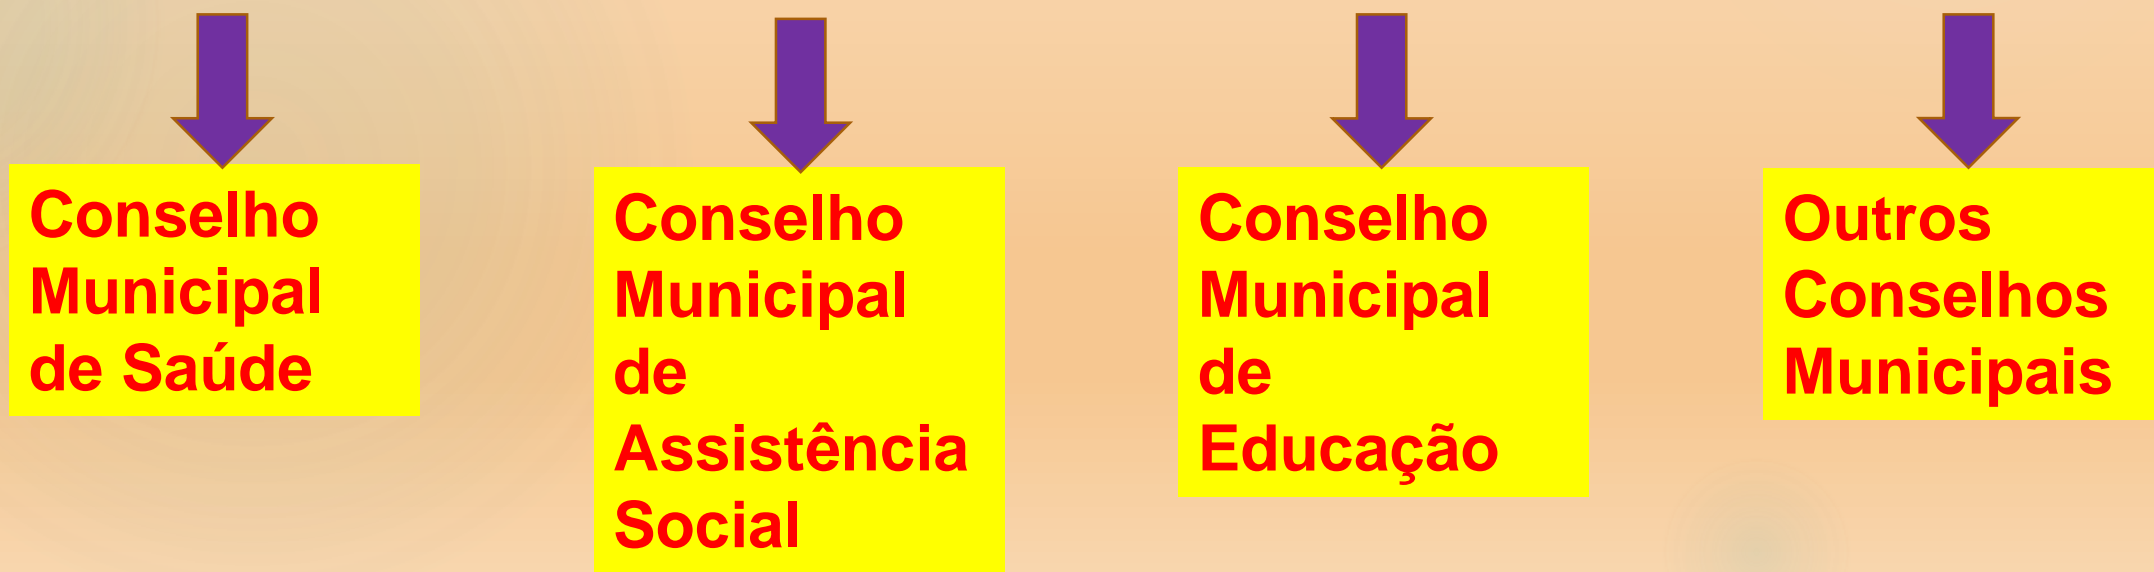 Conselho
Municipal
de Saúde
Conselho
Municipal
de
Assistência
Social
Conselho
Municipal
de
Educação
Outros
Conselhos
Municipais